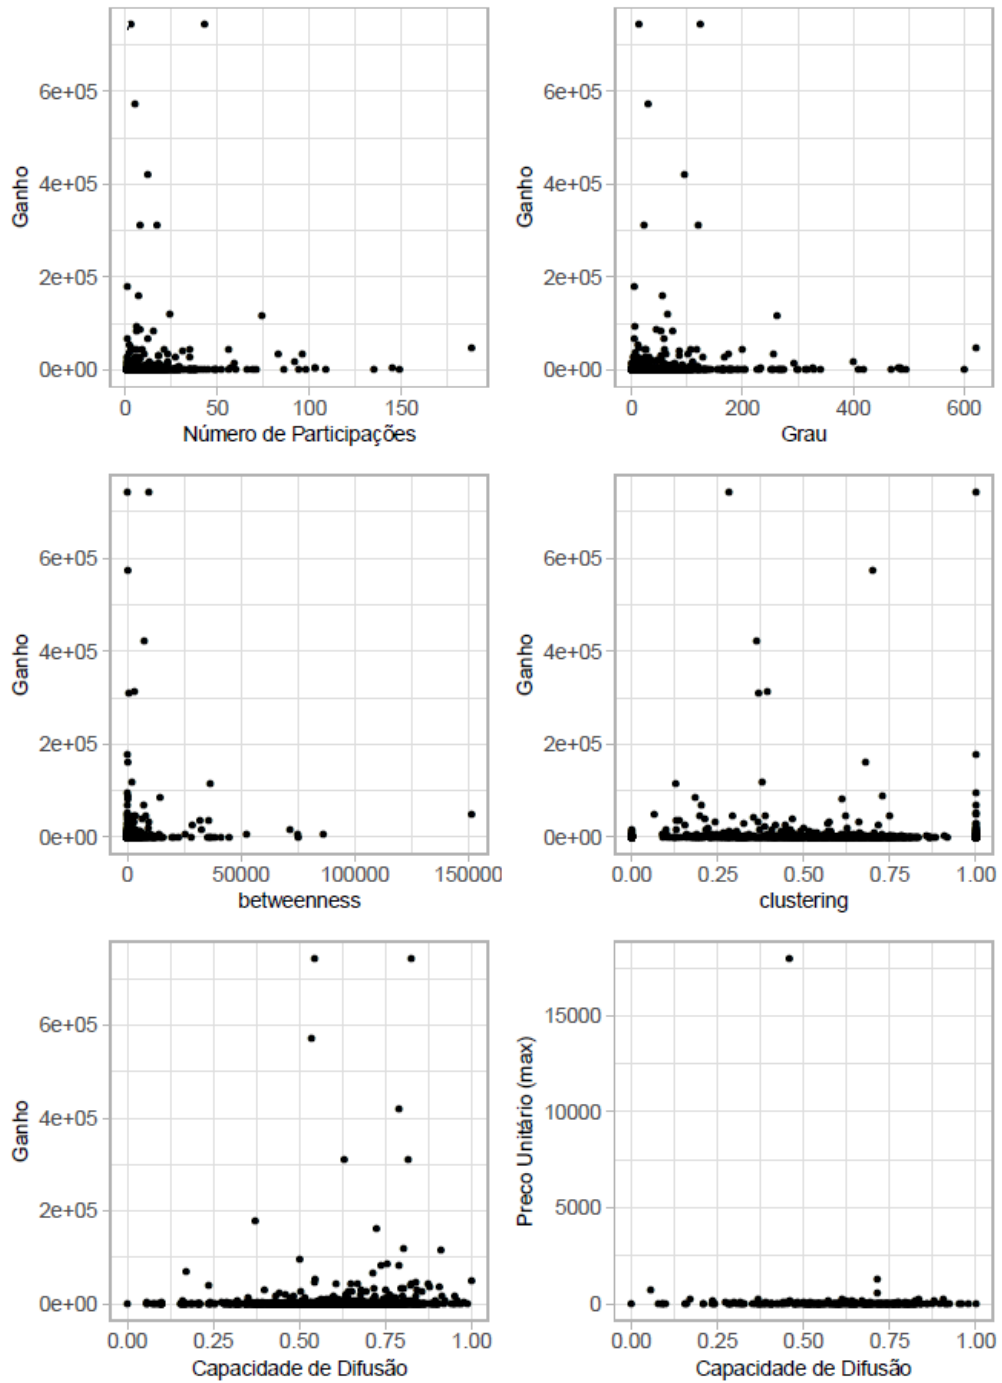 Ganho
6e+05
4e+05
2e+05
0e+00
0
50
100
150
Número de Participações
Ganho
6e+05
4e+05
2e+05
0e+00
0
200
400
600
Grau
Ganho
6e+05
4e+05
2e+05
0e+00
0
50000
100000
150000
betweenness
Ganho
6e+05
4e+05
2e+05
0e+00
0.00
0.25
0.50
0.75
1.00
clustering
Ganho
6e+05
4e+05
2e+05
0e+00
0.00
0.25
0.50
0.75
1.00
Capacidade de Difusão
Preco Unitário (max)
15000
10000
5000
0
0.00
0.25
0.50
0.75
1.00
Capacidade de Difusão